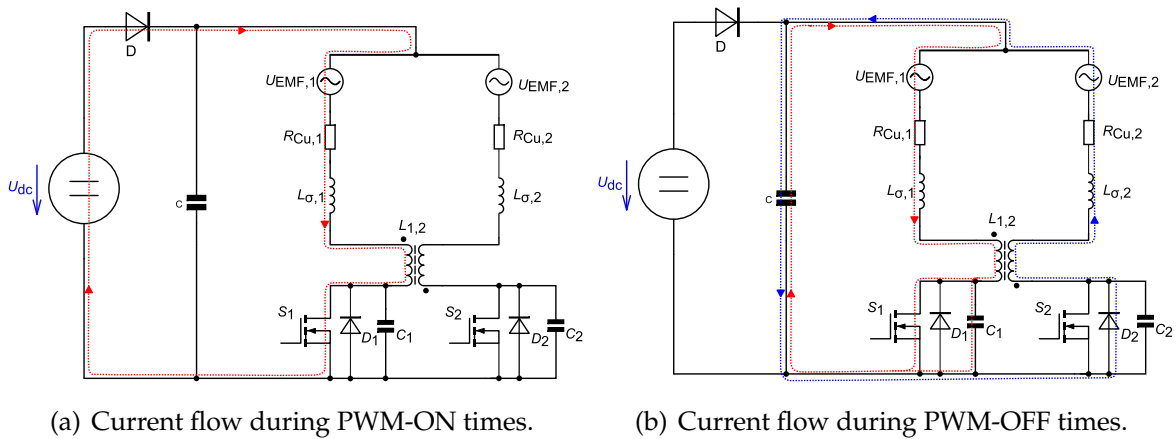 D
D
U_EMF,1
U_EMF,2
U_EMF,1
U_EMF,2
R_Cu,1
R_Cu,2
R_Cu,1
R_Cu,2
U_dc
C
L_σ,1
L_σ,2
U_dc
C
L_σ,1
L_σ,2
L_1,2
L_1,2
S_1
D_1
C_1
S_2
D_2
C_2
S_1
D_1
C_1
S_2
D_2
C_2
(a) Current flow during PWM-ON times.
(b) Current flow during PWM-OFF times.